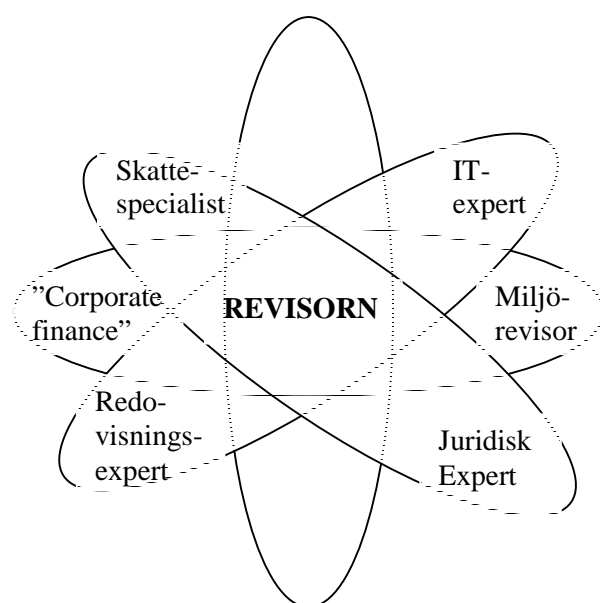 Skatte-
specialist
IT-
expert
”Corporate
finance”
REVISORN
Miljö-
revisor
Redo-
visnings-
expert
Juridisk
Expert